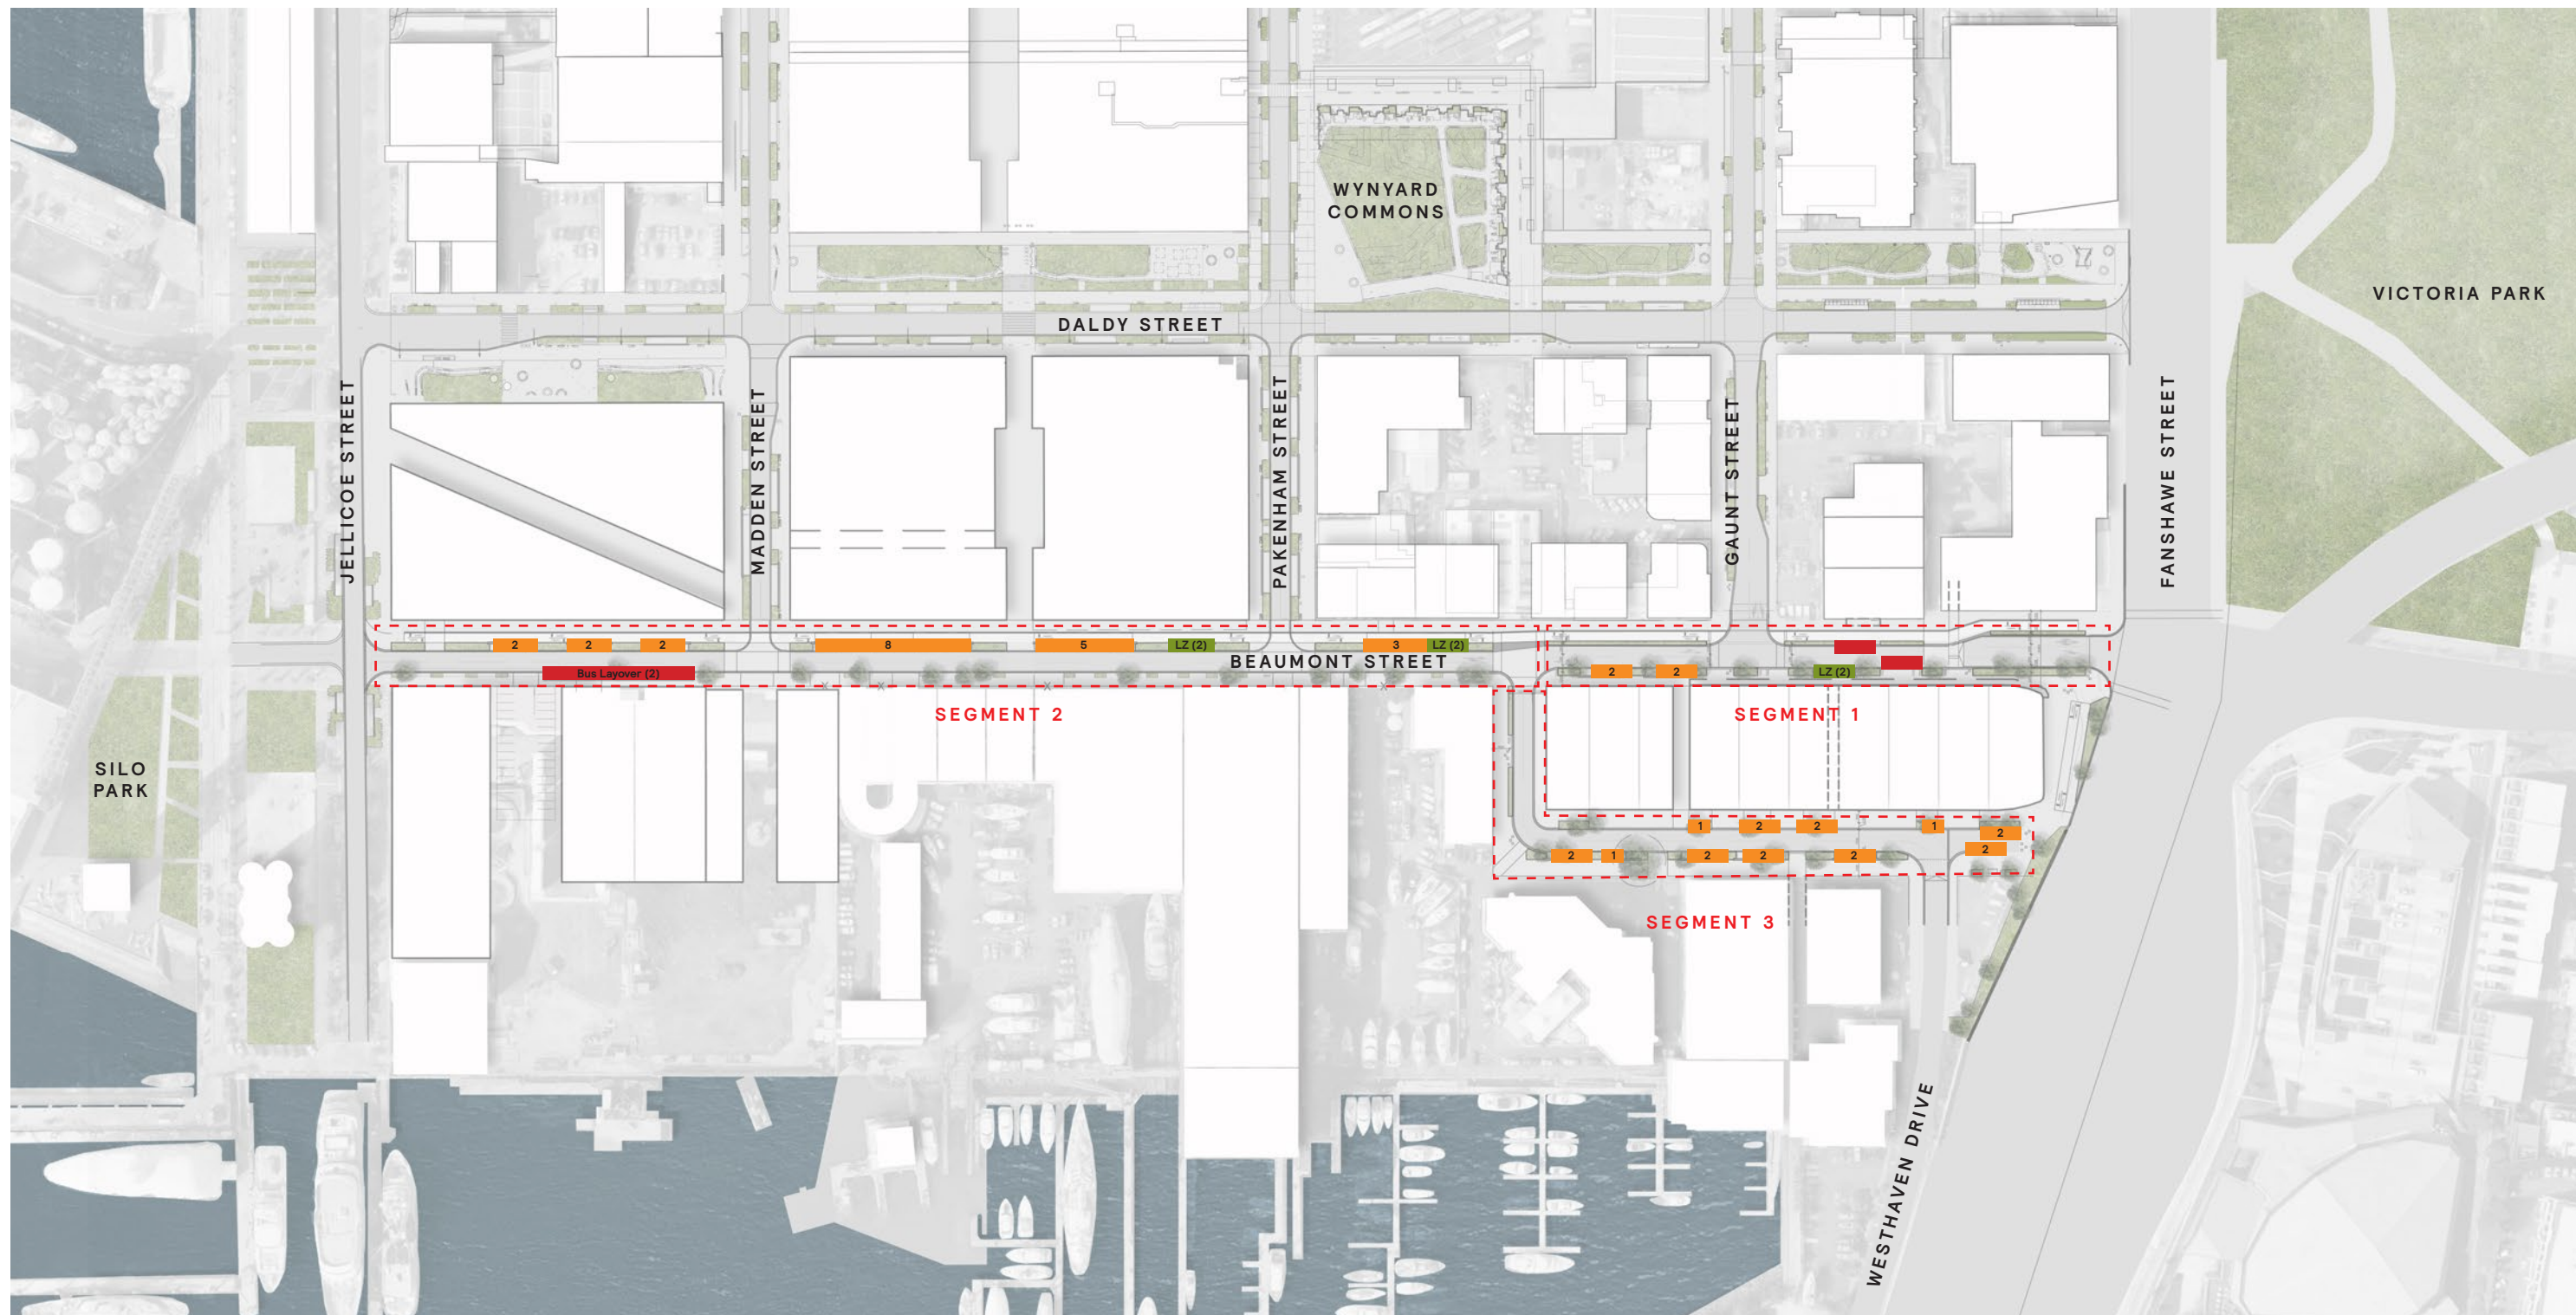 WYNYARD
COMMONS
VICTORIA PARK
DALDY STREET
JELLICOE STREET
MADDEN STREET
PAKENHAM STREET
GAUNT STREET
FANSHAWE STREET
2
2
2
8
5
LZ (2)
3
LZ (2)
BEAUMONT STREET
Bus Layover (2)
2
2
LZ (2)
SEGMENT 2
SEGMENT 1
SILO
PARK
1
2
2
1
2
2
1
2
2
2
2
SEGMENT 3
WESTHAVEN DRIVE